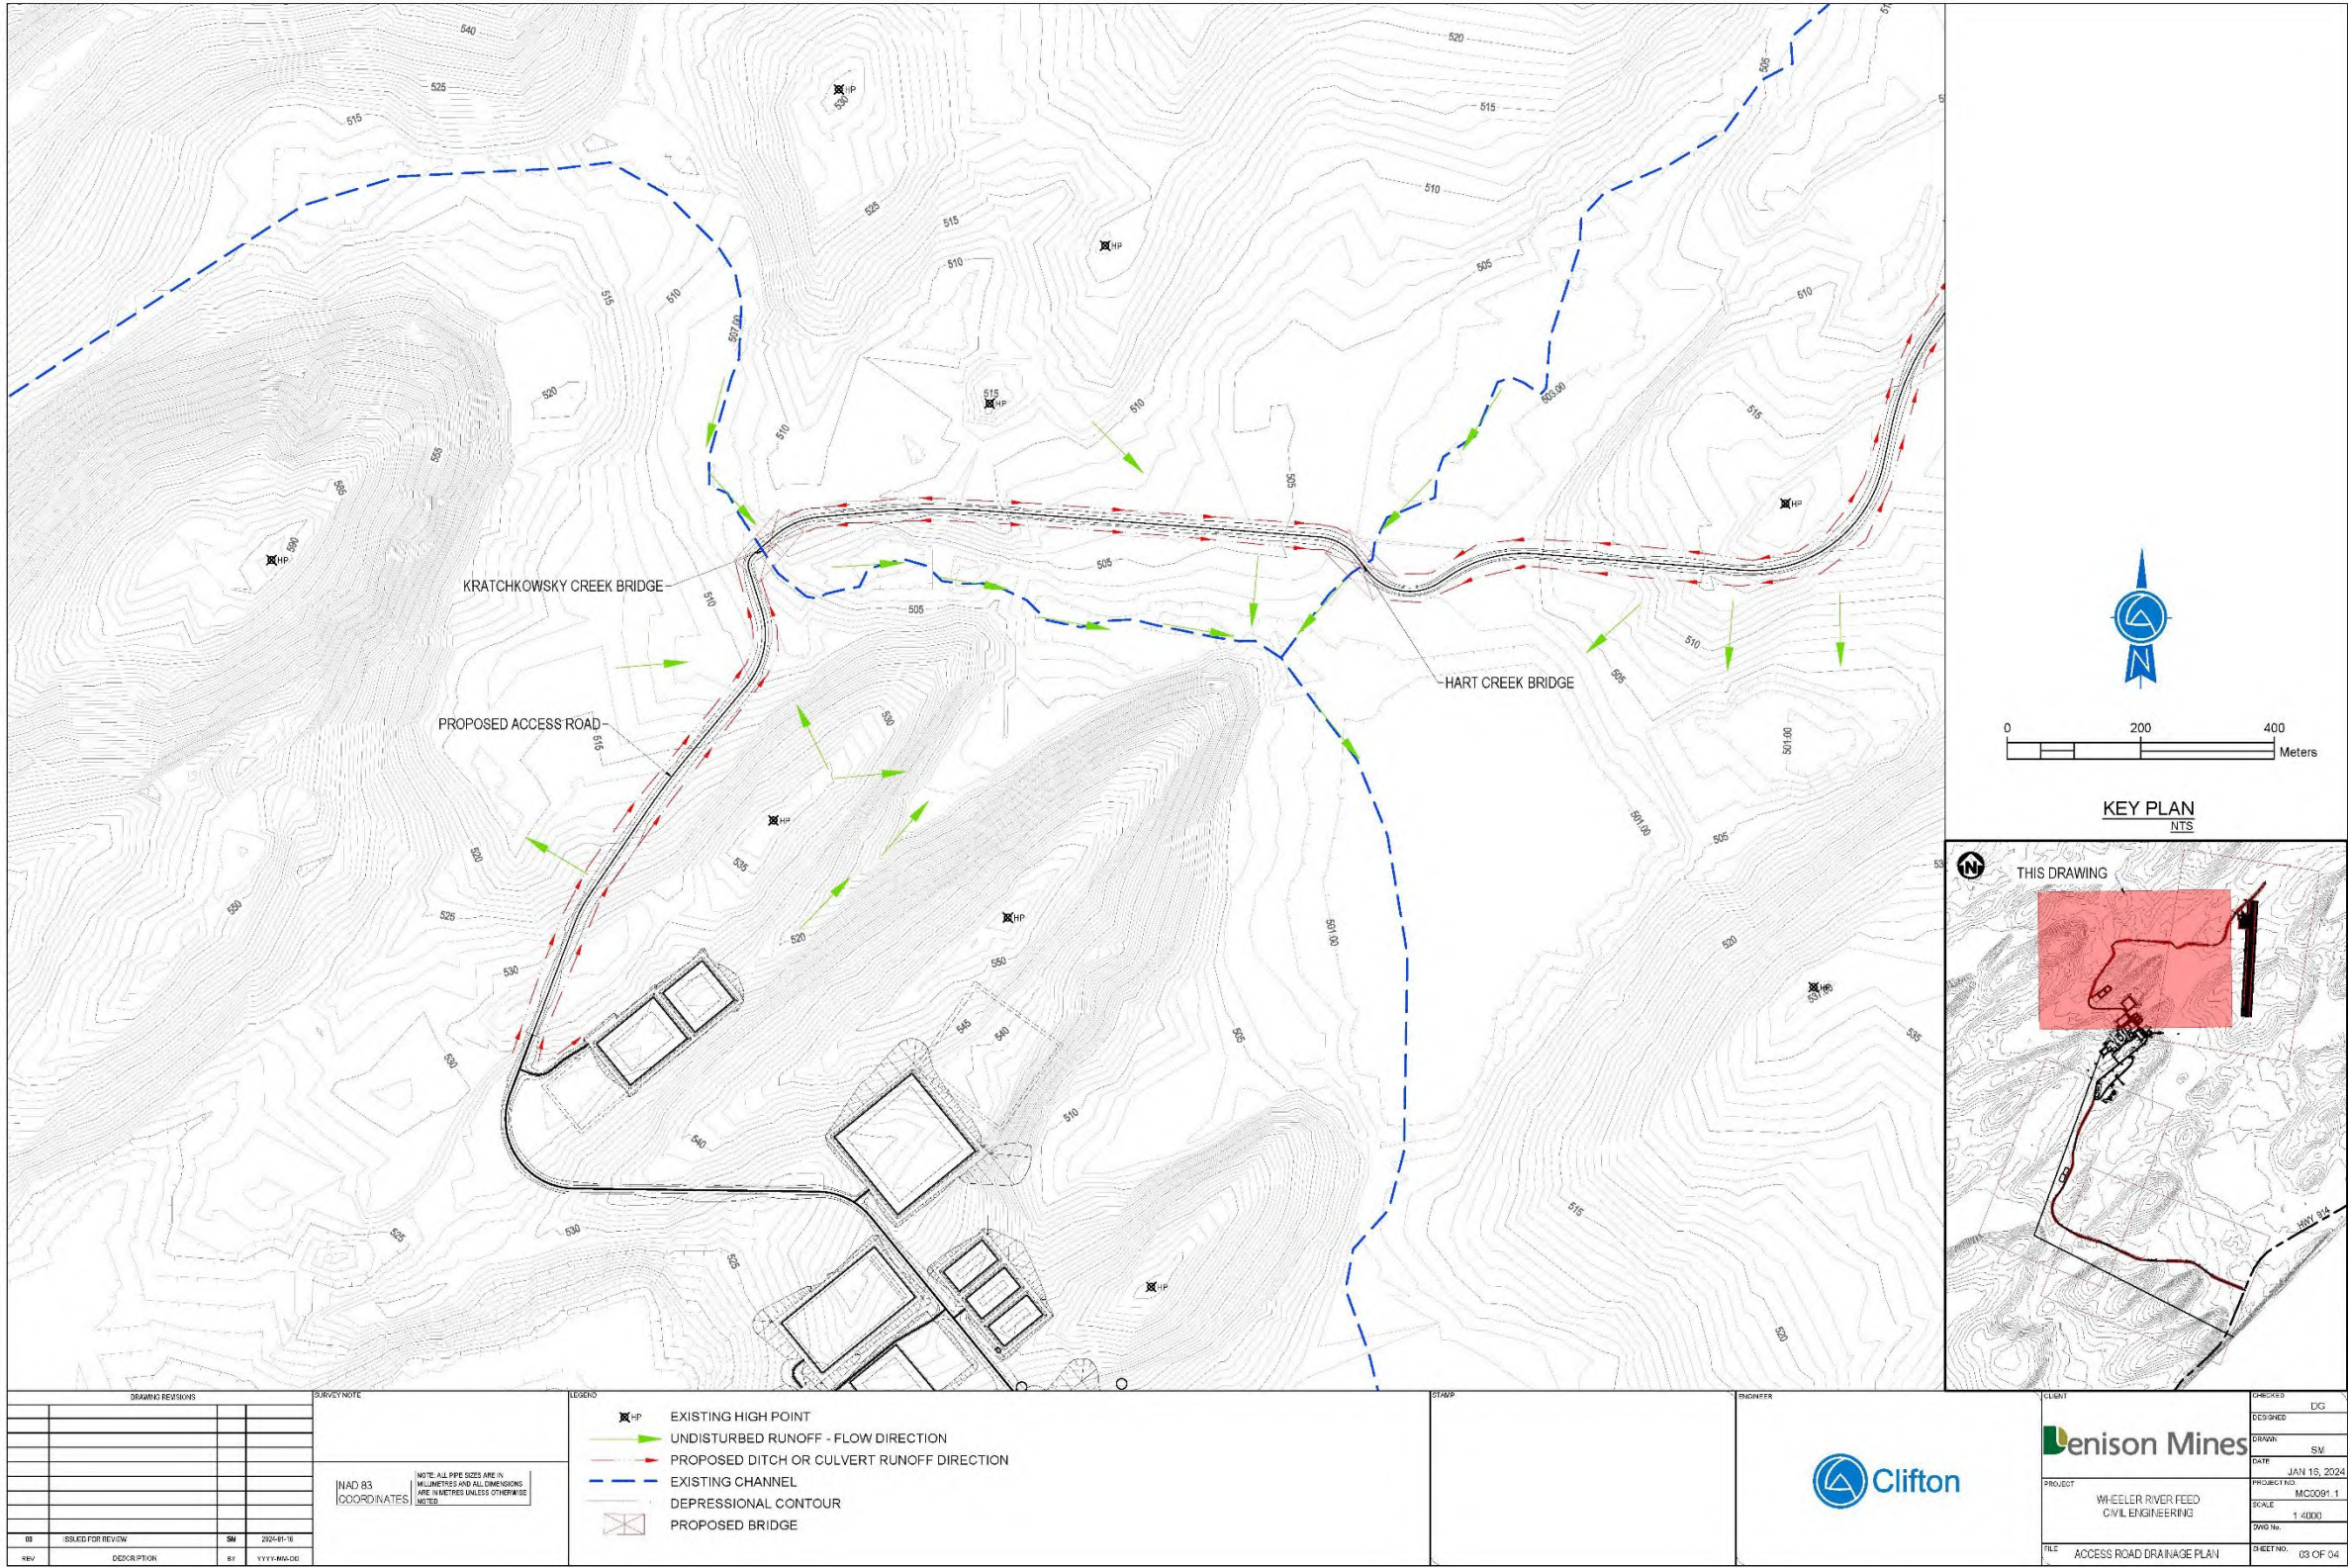 540
520
525
515
HP
530
505
515
510
525
515
HP
510
505
510
515
510
507.00
510
520
515
HP
510
503.00
515
510
555
585
505
HP
590
HP
505
KRATCHKOWSKY CREEK BRIDGE
510
505
510
505
HART CREEK BRIDGE
530
PROPOSED ACCESS ROAD
515
501.00
HP
501.00
505
520
535
550
525
HP
520
501.00
520
530
550
HP
545
540
505
535
530
510
540
515
525
530
525
HP
520
0 200 400
Meters
KEY PLAN
NTS
N
THIS DRAWING
HWY 914
DRAWING REVISIONS
00 ISSUED FOR REVIEW SM 2024-01-16
REV DESCRIPTION BY YYYY-MM-DD
SURVEY NOTE
NAD 83
COORDINATES
NOTE: ALL PIPE SIZES ARE IN
MILLIMETRES AND ALL DIMENSIONS
ARE IN METRES UNLESS OTHERWISE
NOTED
LEGEND
HP EXISTING HIGH POINT
UNDISTURBED RUNOFF - FLOW DIRECTION
PROPOSED DITCH OR CULVERT RUNOFF DIRECTION
EXISTING CHANNEL
DEPRESSIONAL CONTOUR
PROPOSED BRIDGE
STAMP
ENGINEER
Clifton
CLIENT
Denison Mines
PROJECT
WHEELER RIVER FEED
CIVIL ENGINEERING
FILE ACCESS ROAD DRAINAGE PLAN
CHECKED
DG
DESIGNED
DRAWN
SM
DATE
JAN 16, 2024
PROJECT NO.
MC0091.1
SCALE
1:4000
DWG No.
SHEET NO. 03 OF 04